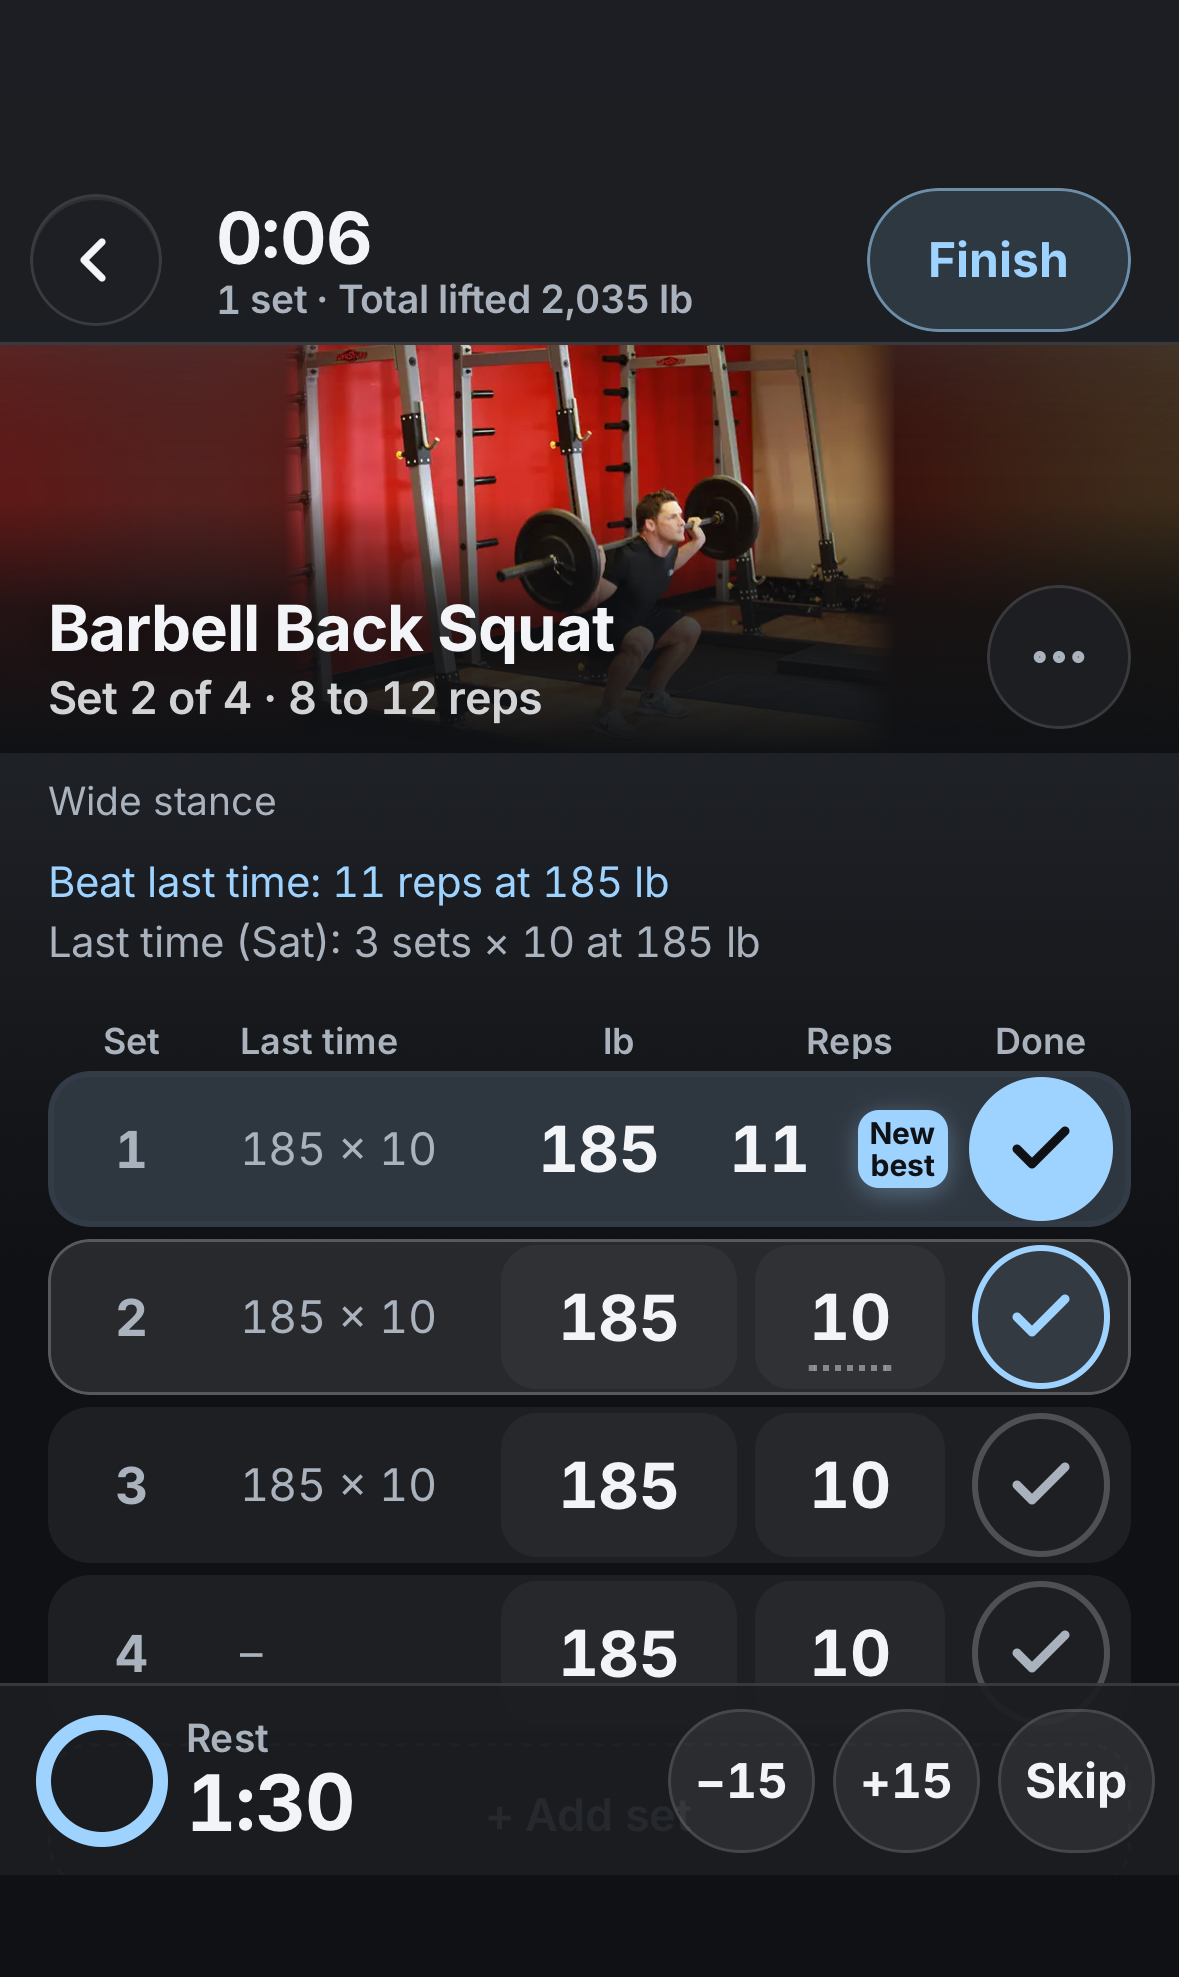 0:06
Finish
1 set · Total lifted 2,035 lb
Barbell Back Squat
Set 2 of 4 · 8 to 12 reps
Wide stance
Beat last time: 11 reps at 185 lb
Last time (Sat): 3 sets × 10 at 185 lb
Set Last time lb Reps Done
1 185 × 10 185 11 New best
2 185 × 10 185 10
3 185 × 10 185 10
4 – 185 10
Rest
1:30
+ Add set
–15 +15 Skip